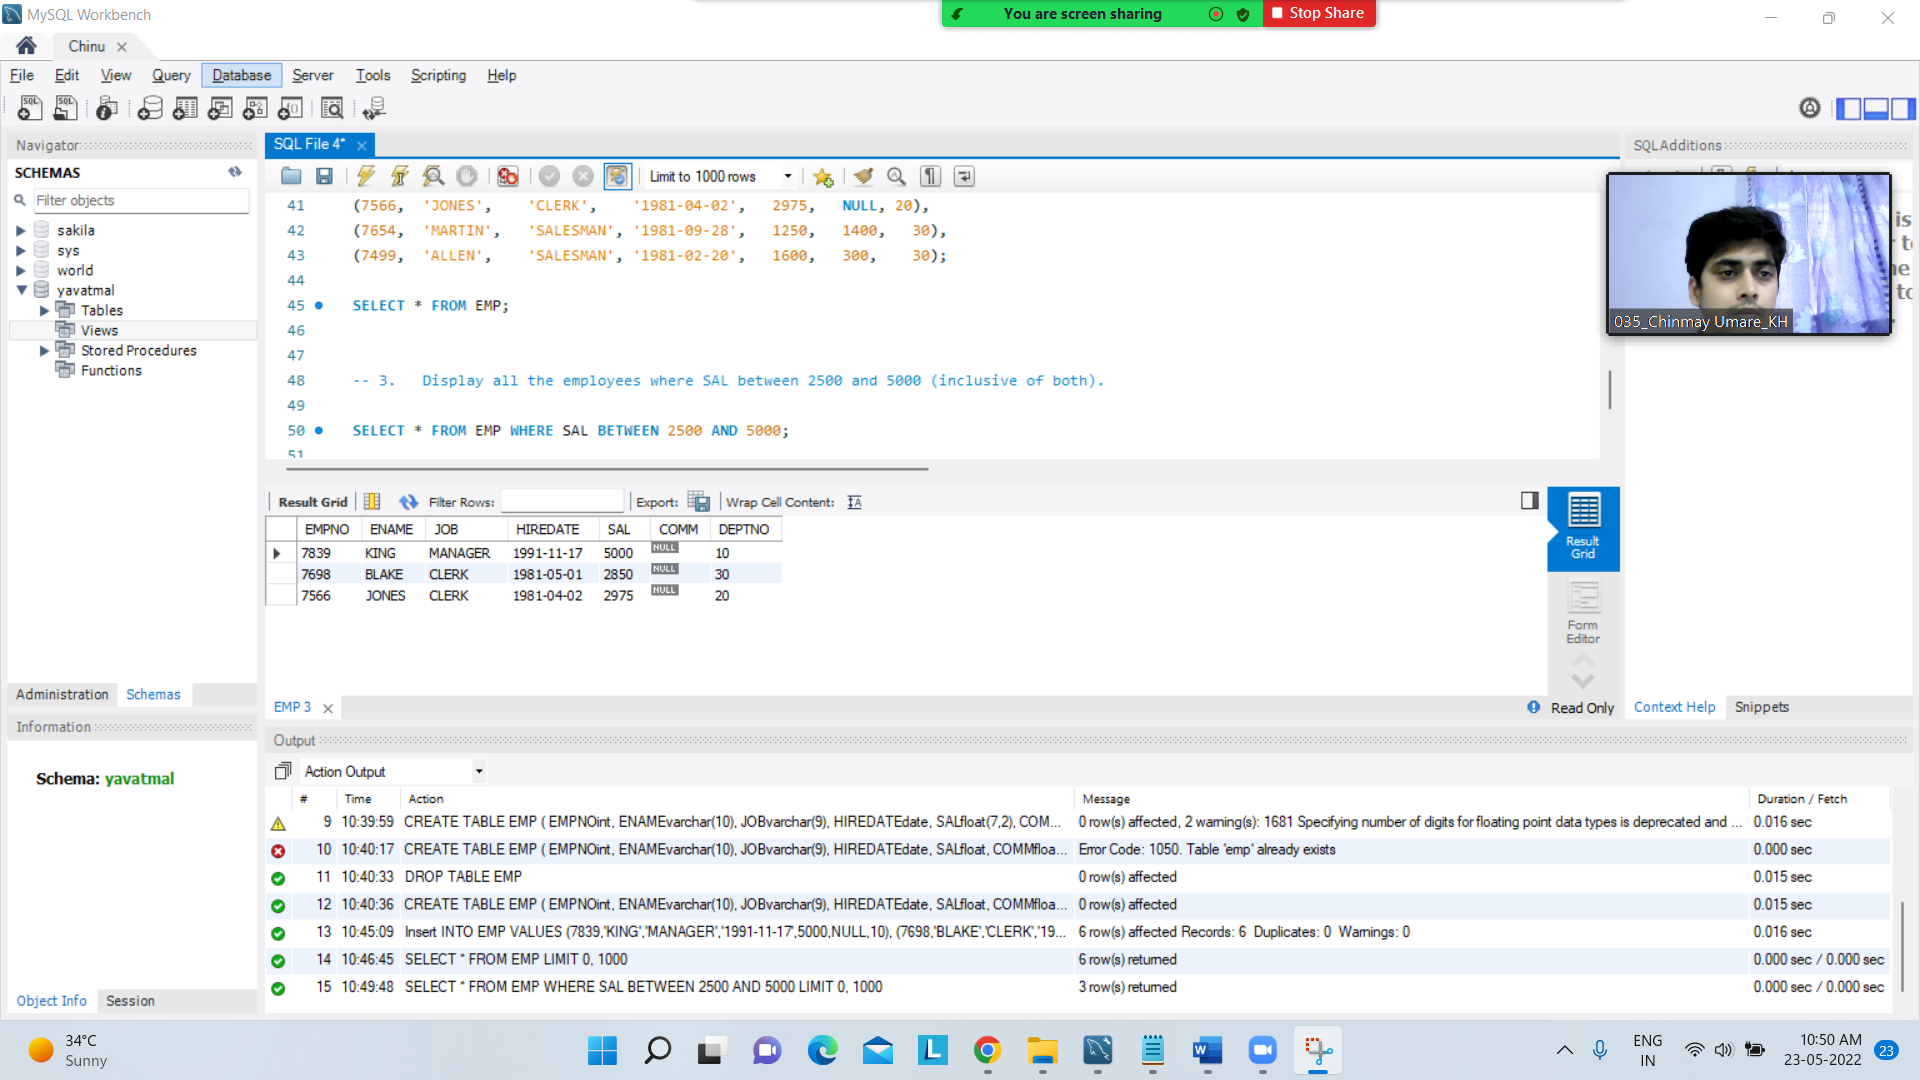 MySQL Workbench
You are screen sharing
Stop Share
Chinu
File Edit View Query Database Server Tools Scripting Help
Navigator
SCHEMAS
Filter objects
sakila
sys
world
yavatmal
Tables
Views
Stored Procedures
Functions
Administration Schemas
Information
Schema: yavatmal
Object Info Session
SQL File 4*
Limit to 1000 rows
41 (7566, 'JONES', 'CLERK', '1981-04-02', 2975, NULL, 20),
42 (7654, 'MARTIN', 'SALESMAN', '1981-09-28', 1250, 1400, 30),
43 (7499, 'ALLEN', 'SALESMAN', '1981-02-20', 1600, 300, 30);
44
45 SELECT * FROM EMP;
46
47
48 -- 3. Display all the employees where SAL between 2500 and 5000 (inclusive of both).
49
50 SELECT * FROM EMP WHERE SAL BETWEEN 2500 AND 5000;
51
Result Grid Filter Rows: Export: Wrap Cell Content:
EMPNO ENAME JOB HIREDATE SAL COMM DEPTNO
7839 KING MANAGER 1991-11-17 5000 NULL 10
7698 BLAKE CLERK 1981-05-01 2850 NULL 30
7566 JONES CLERK 1981-04-02 2975 NULL 20
Result Grid
Form Editor
EMP 3
Read Only
SQLAdditions
035_Chinmay Umare_KH
Context Help Snippets
Output
Action Output
# Time Action Message Duration / Fetch
9 10:39:59 CREATE TABLE EMP ( EMPNOint, ENAMEvarchar(10), JOBvarchar(9), HIREDATEdate, SALfloat(7,2), COM... 0 row(s) affected, 2 warning(s): 1681 Specifying number of digits for floating point data types is deprecated and ... 0.016 sec
10 10:40:17 CREATE TABLE EMP ( EMPNOint, ENAMEvarchar(10), JOBvarchar(9), HIREDATEdate, SALfloat, COMMfloa... Error Code: 1050. Table 'emp' already exists 0.000 sec
11 10:40:33 DROP TABLE EMP 0 row(s) affected 0.015 sec
12 10:40:36 CREATE TABLE EMP ( EMPNOint, ENAMEvarchar(10), JOBvarchar(9), HIREDATEdate, SALfloat, COMMfloa... 0 row(s) affected 0.015 sec
13 10:45:09 Insert INTO EMP VALUES (7839,'KING','MANAGER','1991-11-17',5000,NULL,10), (7698,'BLAKE','CLERK','19... 6 row(s) affected Records: 6 Duplicates: 0 Warnings: 0 0.016 sec
14 10:46:45 SELECT * FROM EMP LIMIT 0, 1000 6 row(s) returned 0.000 sec / 0.000 sec
15 10:49:48 SELECT * FROM EMP WHERE SAL BETWEEN 2500 AND 5000 LIMIT 0, 1000 3 row(s) returned 0.000 sec / 0.000 sec
34°C
Sunny
ENG
IN
10:50 AM
23-05-2022
23